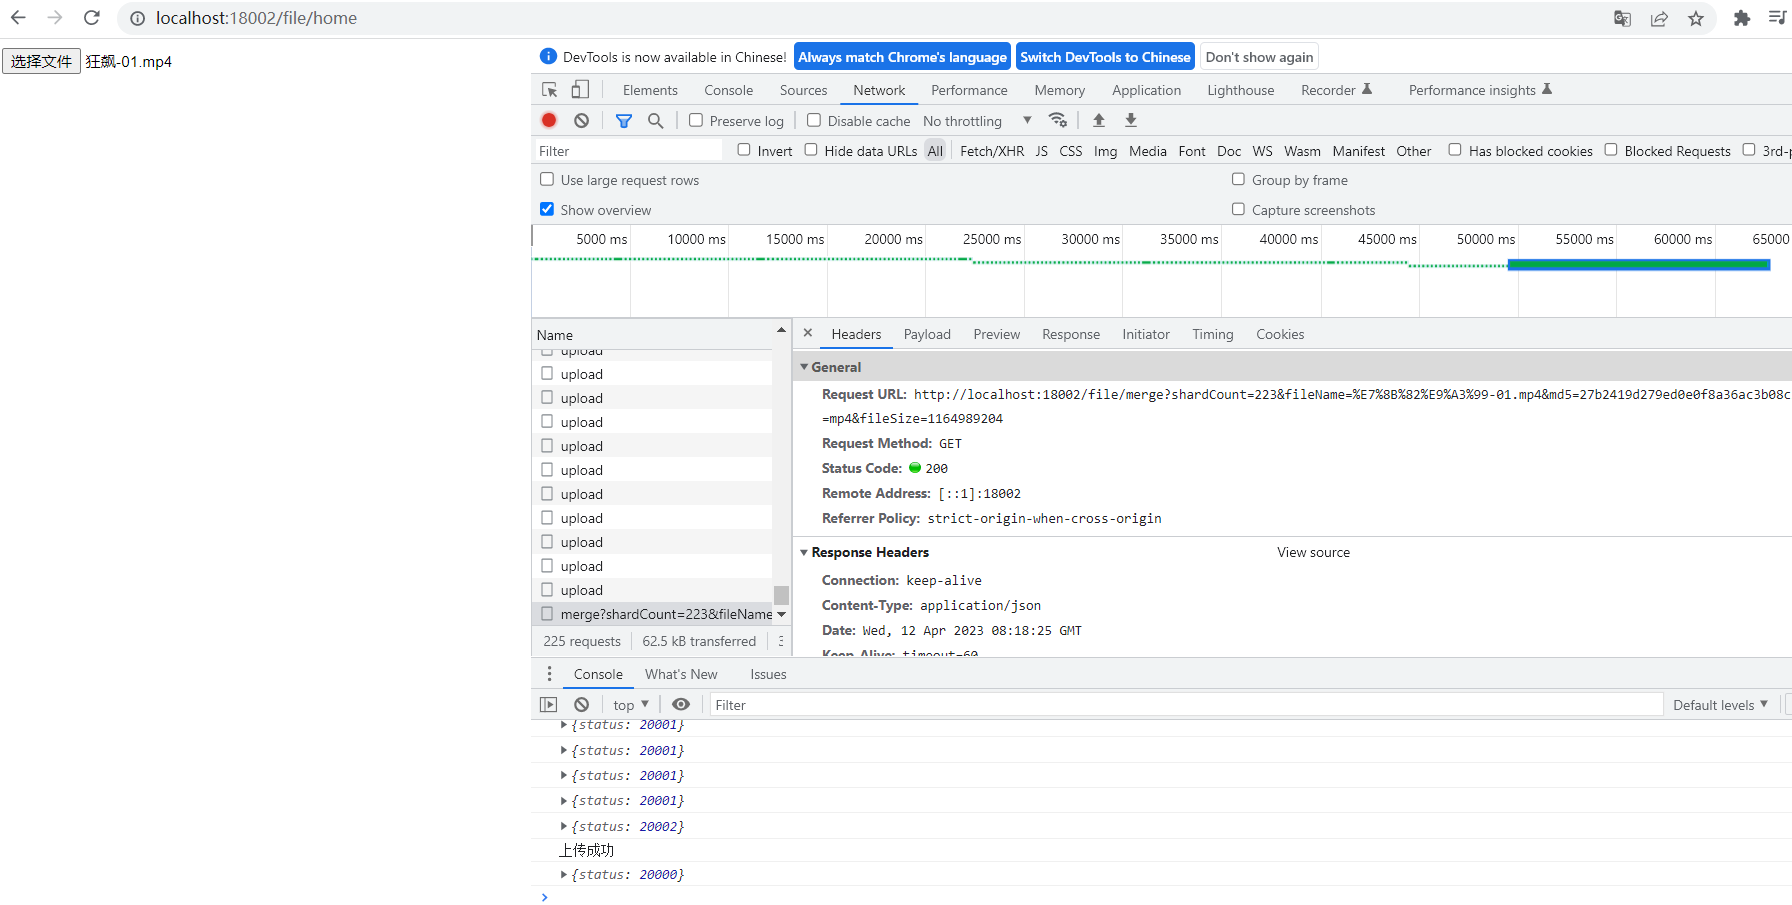 localhost:18002/file/home
选择文件 狂飙-01.mp4
DevTools is now available in Chinese! Always match Chrome's language Switch DevTools to Chinese Don't show again
Elements Console Sources Network Performance Memory Application Lighthouse Recorder Performance insights
Preserve log Disable cache No throttling
Filter Invert Hide data URLs All Fetch/XHR JS CSS Img Media Font Doc WS Wasm Manifest Other Has blocked cookies Blocked Requests 3rd-p
Use large request rows Group by frame
Show overview Capture screenshots
5000 ms 10000 ms 15000 ms 20000 ms 25000 ms 30000 ms 35000 ms 40000 ms 45000 ms 50000 ms 55000 ms 60000 ms 65000
Name
upload
upload
upload
upload
upload
upload
upload
upload
upload
upload
upload
merge?shardCount=223&fileName
225 requests 62.5 kB transferred 3
Headers Payload Preview Response Initiator Timing Cookies
General
Request URL: http://localhost:18002/file/merge?shardCount=223&fileName=%E7%8B%82%E9%A3%99-01.mp4&md5=27b2419d279ed0e0f8a36ac3b08c
=mp4&fileSize=1164989204
Request Method: GET
Status Code: 200
Remote Address: [::1]:18002
Referrer Policy: strict-origin-when-cross-origin
Response Headers View source
Connection: keep-alive
Content-Type: application/json
Date: Wed, 12 Apr 2023 08:18:25 GMT
Keep-Alive: timeout=60
Console What's New Issues
top Filter Default levels
{status: 20001}
{status: 20001}
{status: 20001}
{status: 20001}
{status: 20002}
上传成功
{status: 20000}